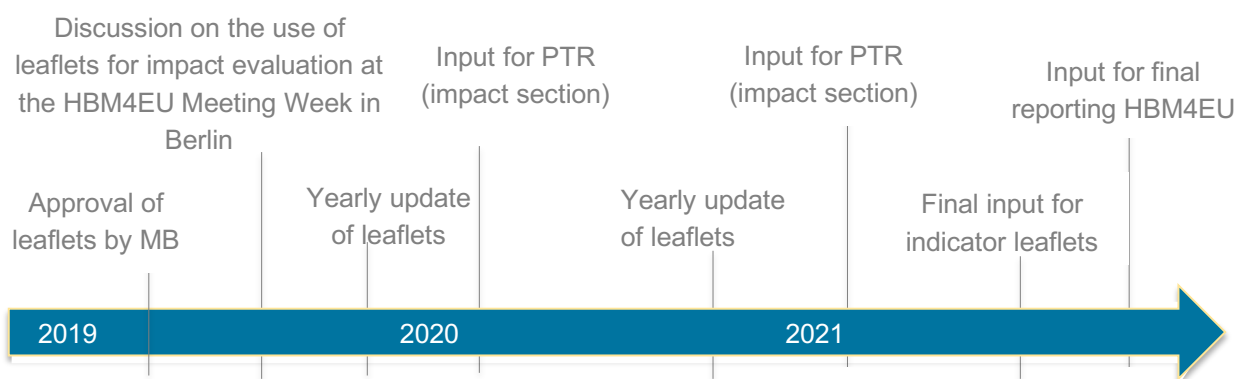 Discussion on the use of
leaflets for impact evaluation at
the HBM4EU Meeting Week in
Berlin
Input for PTR
(impact section)
Input for PTR
(impact section)
Input for final
reporting HBM4EU
Approval of
leaflets by MB
Yearly update
of leaflets
Yearly update
of leaflets
Final input for
indicator leaflets
2019
2020
2021